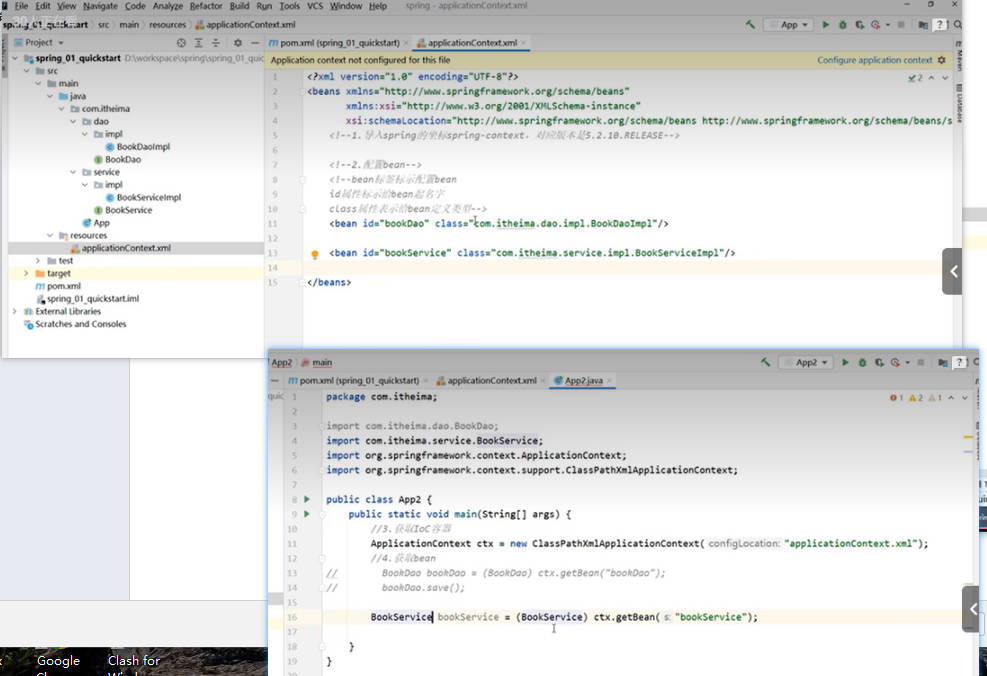 File Edit View Navigate Code Analyze Refactor Build Run Tools VCS Window Help spring - applicationContext.xml
spring_01_quickstart src main resources applicationContext.xml App
Project pom.xml (spring_01_quickstart) applicationContext.xml
spring_01_quickstart D:\workspace\spring\spring_01_quic
src
main
java
com.itheima
dao
impl
BookDaoImpl
BookDao
service
impl
BookServiceImpl
BookService
App
resources
applicationContext.xml
test
target
pom.xml
spring_01_quickstart.iml
External Libraries
Scratches and Consoles
Application context not configured for this file Configure application context
2
Maven
Database
1 <?xml version="1.0" encoding="UTF-8"?>
2 <beans xmlns="http://www.springframework.org/schema/beans"
3 xmlns:xsi="http://www.w3.org/2001/XMLSchema-instance"
4 xsi:schemaLocation="http://www.springframework.org/schema/beans http://www.springframework.org/schema/beans/s
5 <!--1.导入spring的坐标spring-context，对应版本是5.2.10.RELEASE-->
6
7 <!--2.配置bean-->
8 <!--bean标签标示配置bean
9 id属性标示给bean起名字
10 class属性表示给bean定义类型-->
11 <bean id="bookDao" class="com.itheima.dao.impl.BookDaoImpl"/>
12
13 <bean id="bookService" class="com.itheima.service.impl.BookServiceImpl"/>
14
15 </beans>
App2 main App2
pom.xml (spring_01_quickstart) applicationContext.xml App2.java
quic
1 2 1
1 package com.itheima;
2
3 import com.itheima.dao.BookDao;
4 import com.itheima.service.BookService;
5 import org.springframework.context.ApplicationContext;
6 import org.springframework.context.support.ClassPathXmlApplicationContext;
7
8 public class App2 {
9 public static void main(String[] args) {
10 //3.获取IoC容器
11 ApplicationContext ctx = new ClassPathXmlApplicationContext( configLocation: "applicationContext.xml");
12 //4.获取bean
13 // BookDao bookDao = (BookDao) ctx.getBean("bookDao");
14 // bookDao.save();
15
16 BookService bookService = (BookService) ctx.getBean( s: "bookService");
17
18 }
19 }
Google
Clash for